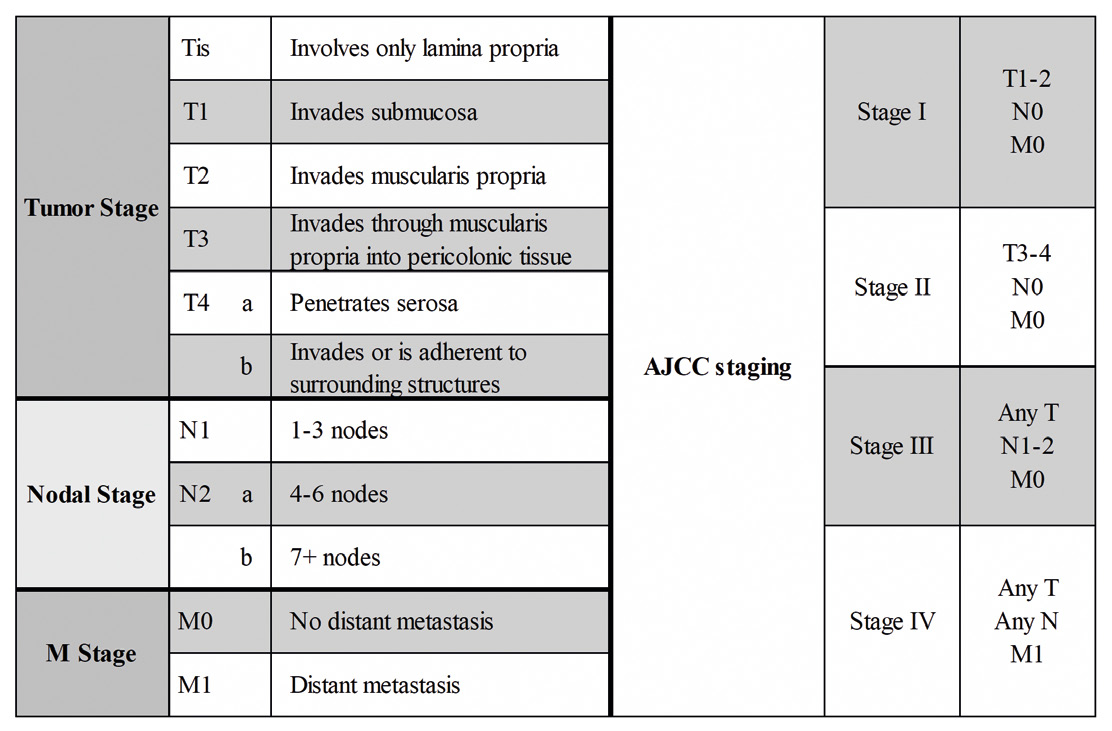 Tumor Stage
Tis
Involves only lamina propria
T1
Invades submucosa
T2
Invades muscularis propria
T3
Invades through muscularis
propria into pericolonic tissue
T4 a
Penetrates serosa
b
Invades or is adherent to
surrounding structures
Nodal Stage
N1
1-3 nodes
N2 a
4-6 nodes
b
7+ nodes
M Stage
M0
No distant metastasis
M1
Distant metastasis
AJCC staging
Stage I
T1-2
N0
M0
Stage II
T3-4
N0
M0
Stage III
Any T
N1-2
M0
Stage IV
Any T
Any N
M1